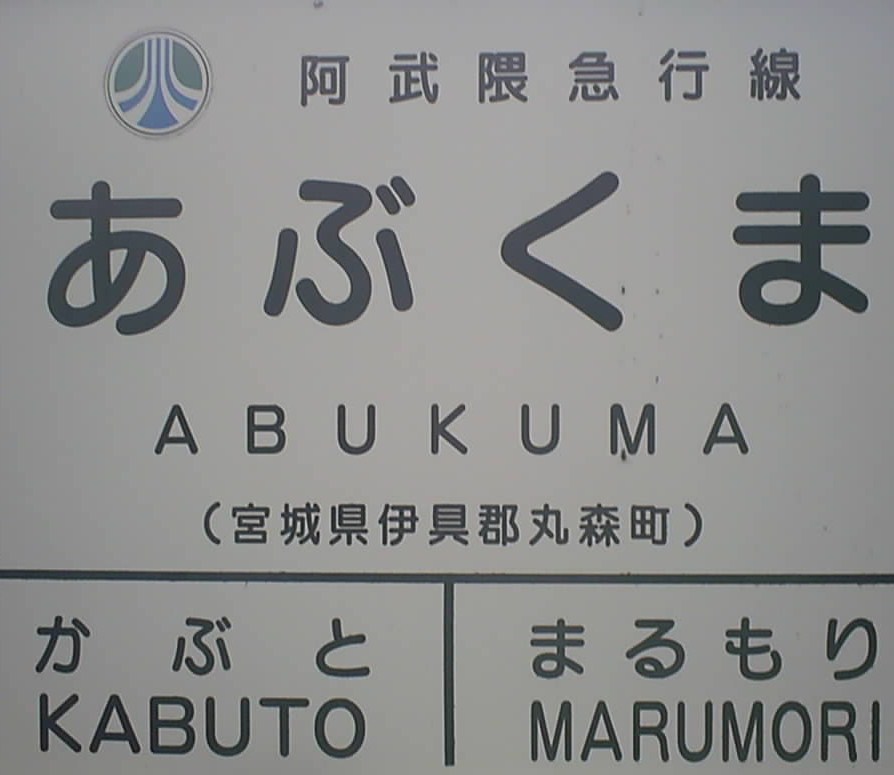 阿武隈急行線
あぶくま
ABUKUMA
（宮城県伊具郡丸森町）
かぶと
KABUTO
まるもり
MARUMORI